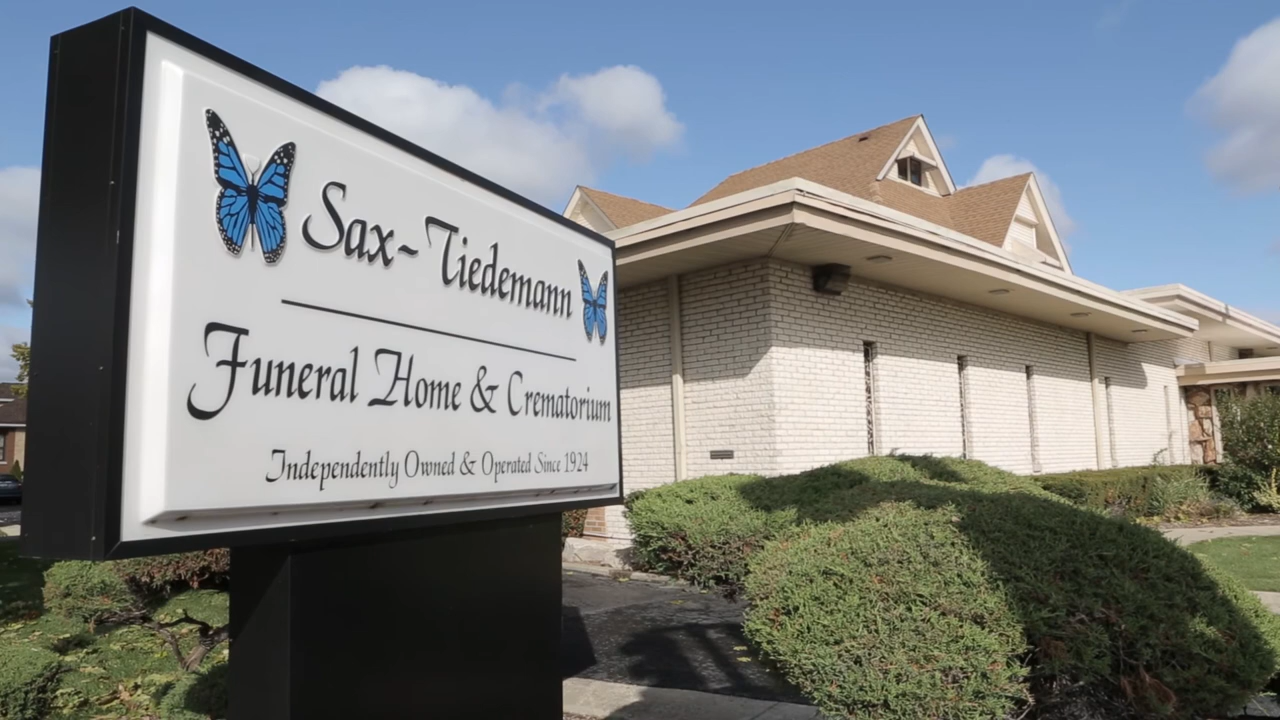 Sax-Tiedemann
Funeral Home & Crematorium
Independently Owned & Operated Since 1924